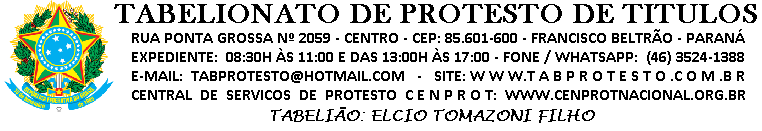 TABELIONATO DE PROTESTO DE TITULOS
RUA PONTA GROSSA Nº 2059 - CENTRO - CEP: 85.601-600 - FRANCISCO BELTRÃO - PARANÁ
EXPEDIENTE: 08:30H ÀS 11:00 E DAS 13:00H ÀS 17:00 - FONE / WHATSAPP: (46) 3524-1388
E-MAIL: TABPROTESTO@HOTMAIL.COM - SITE: W W W.T A B P R O T E S T O .C O M .B R
CENTRAL DE SERVICOS DE PROTESTO C E N P R O T: WWW.CENPROTNACIONAL.ORG.BR
TABELIÃO: ELCIO TOMAZONI FILHO